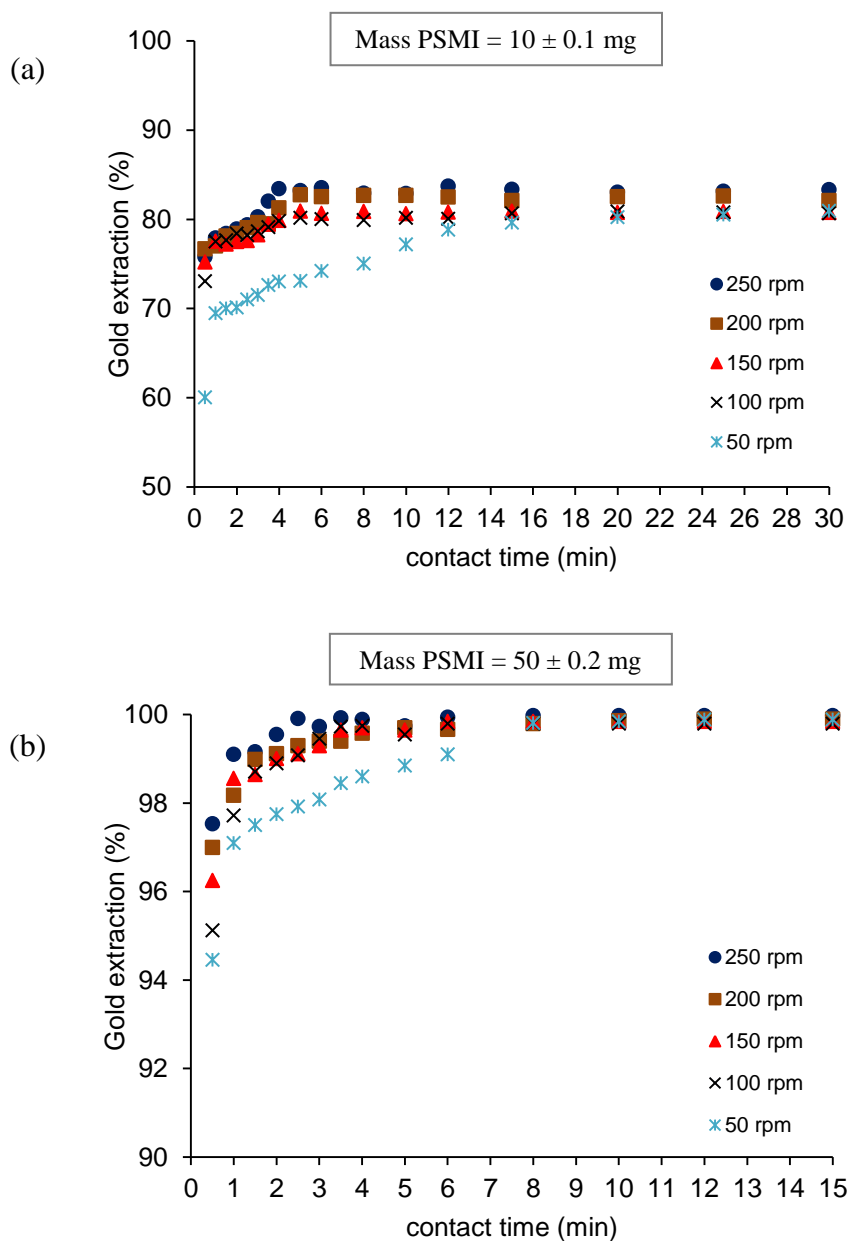 Mass PSMI = 10 ± 0.1 mg
(a)
100
90
80
70
60
50
Gold extraction (%)
250 rpm
200 rpm
150 rpm
100 rpm
50 rpm
0 2 4 6 8 10 12 14 16 18 20 22 24 26 28 30
contact time (min)
Mass PSMI = 50 ± 0.2 mg
(b)
100
98
96
94
92
90
Gold extraction (%)
250 rpm
200 rpm
150 rpm
100 rpm
50 rpm
0 1 2 3 4 5 6 7 8 9 10 11 12 13 14 15
contact time (min)